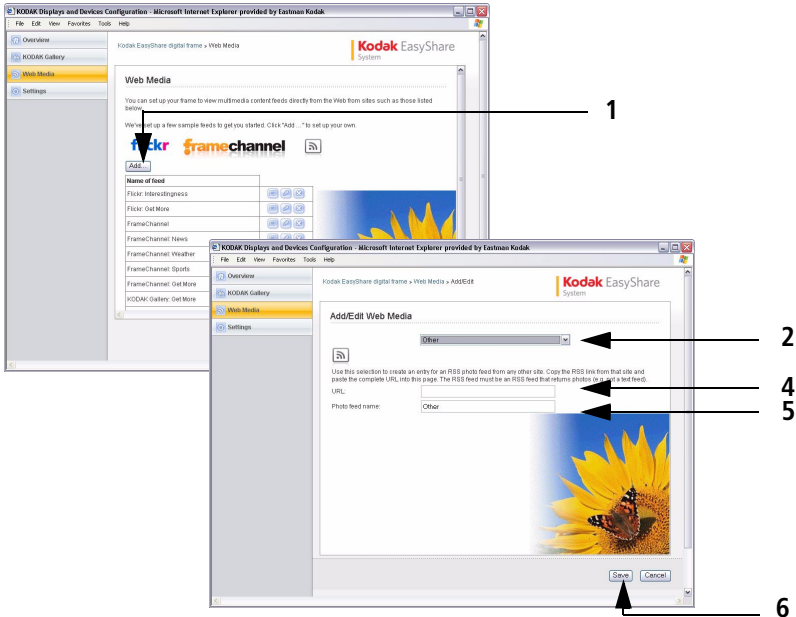 KODAK Displays and Devices Configuration - Microsoft Internet Explorer provided by Eastman Kodak
File Edit View Favorites Tools Help
Overview
KODAK Gallery
Web Media
Settings
Kodak EasyShare digital frame » Web Media
Kodak EasyShare
System
Web Media
You can set up your frame to view multimedia content feeds directly from the Web from sites such as those listed
below.
We've set up a few sample feeds to get you started. Click "Add ..." to set up your own.
flickr framechannel
Add...
Name of feed
Flickr: Interestingness
Flickr: Get More
FrameChannel
FrameChannel: News
FrameChannel: Weather
FrameChannel: Sports
FrameChannel: Get More
KODAK Gallery: Get More
1
KODAK Displays and Devices Configuration - Microsoft Internet Explorer provided by Eastman Kodak
File Edit View Favorites Tools Help
Overview
KODAK Gallery
Web Media
Settings
Kodak EasyShare digital frame » Web Media » Add/Edit
Kodak EasyShare
System
Add/Edit Web Media
Other
2
Use this selection to create an entry for an RSS photo feed from any other site. Copy the RSS link from that site and
paste the complete URL into this page. The RSS feed must be an RSS feed that returns photos (e.g. not a text feed).
URL:
4
Photo feed name: Other
5
Save Cancel
6